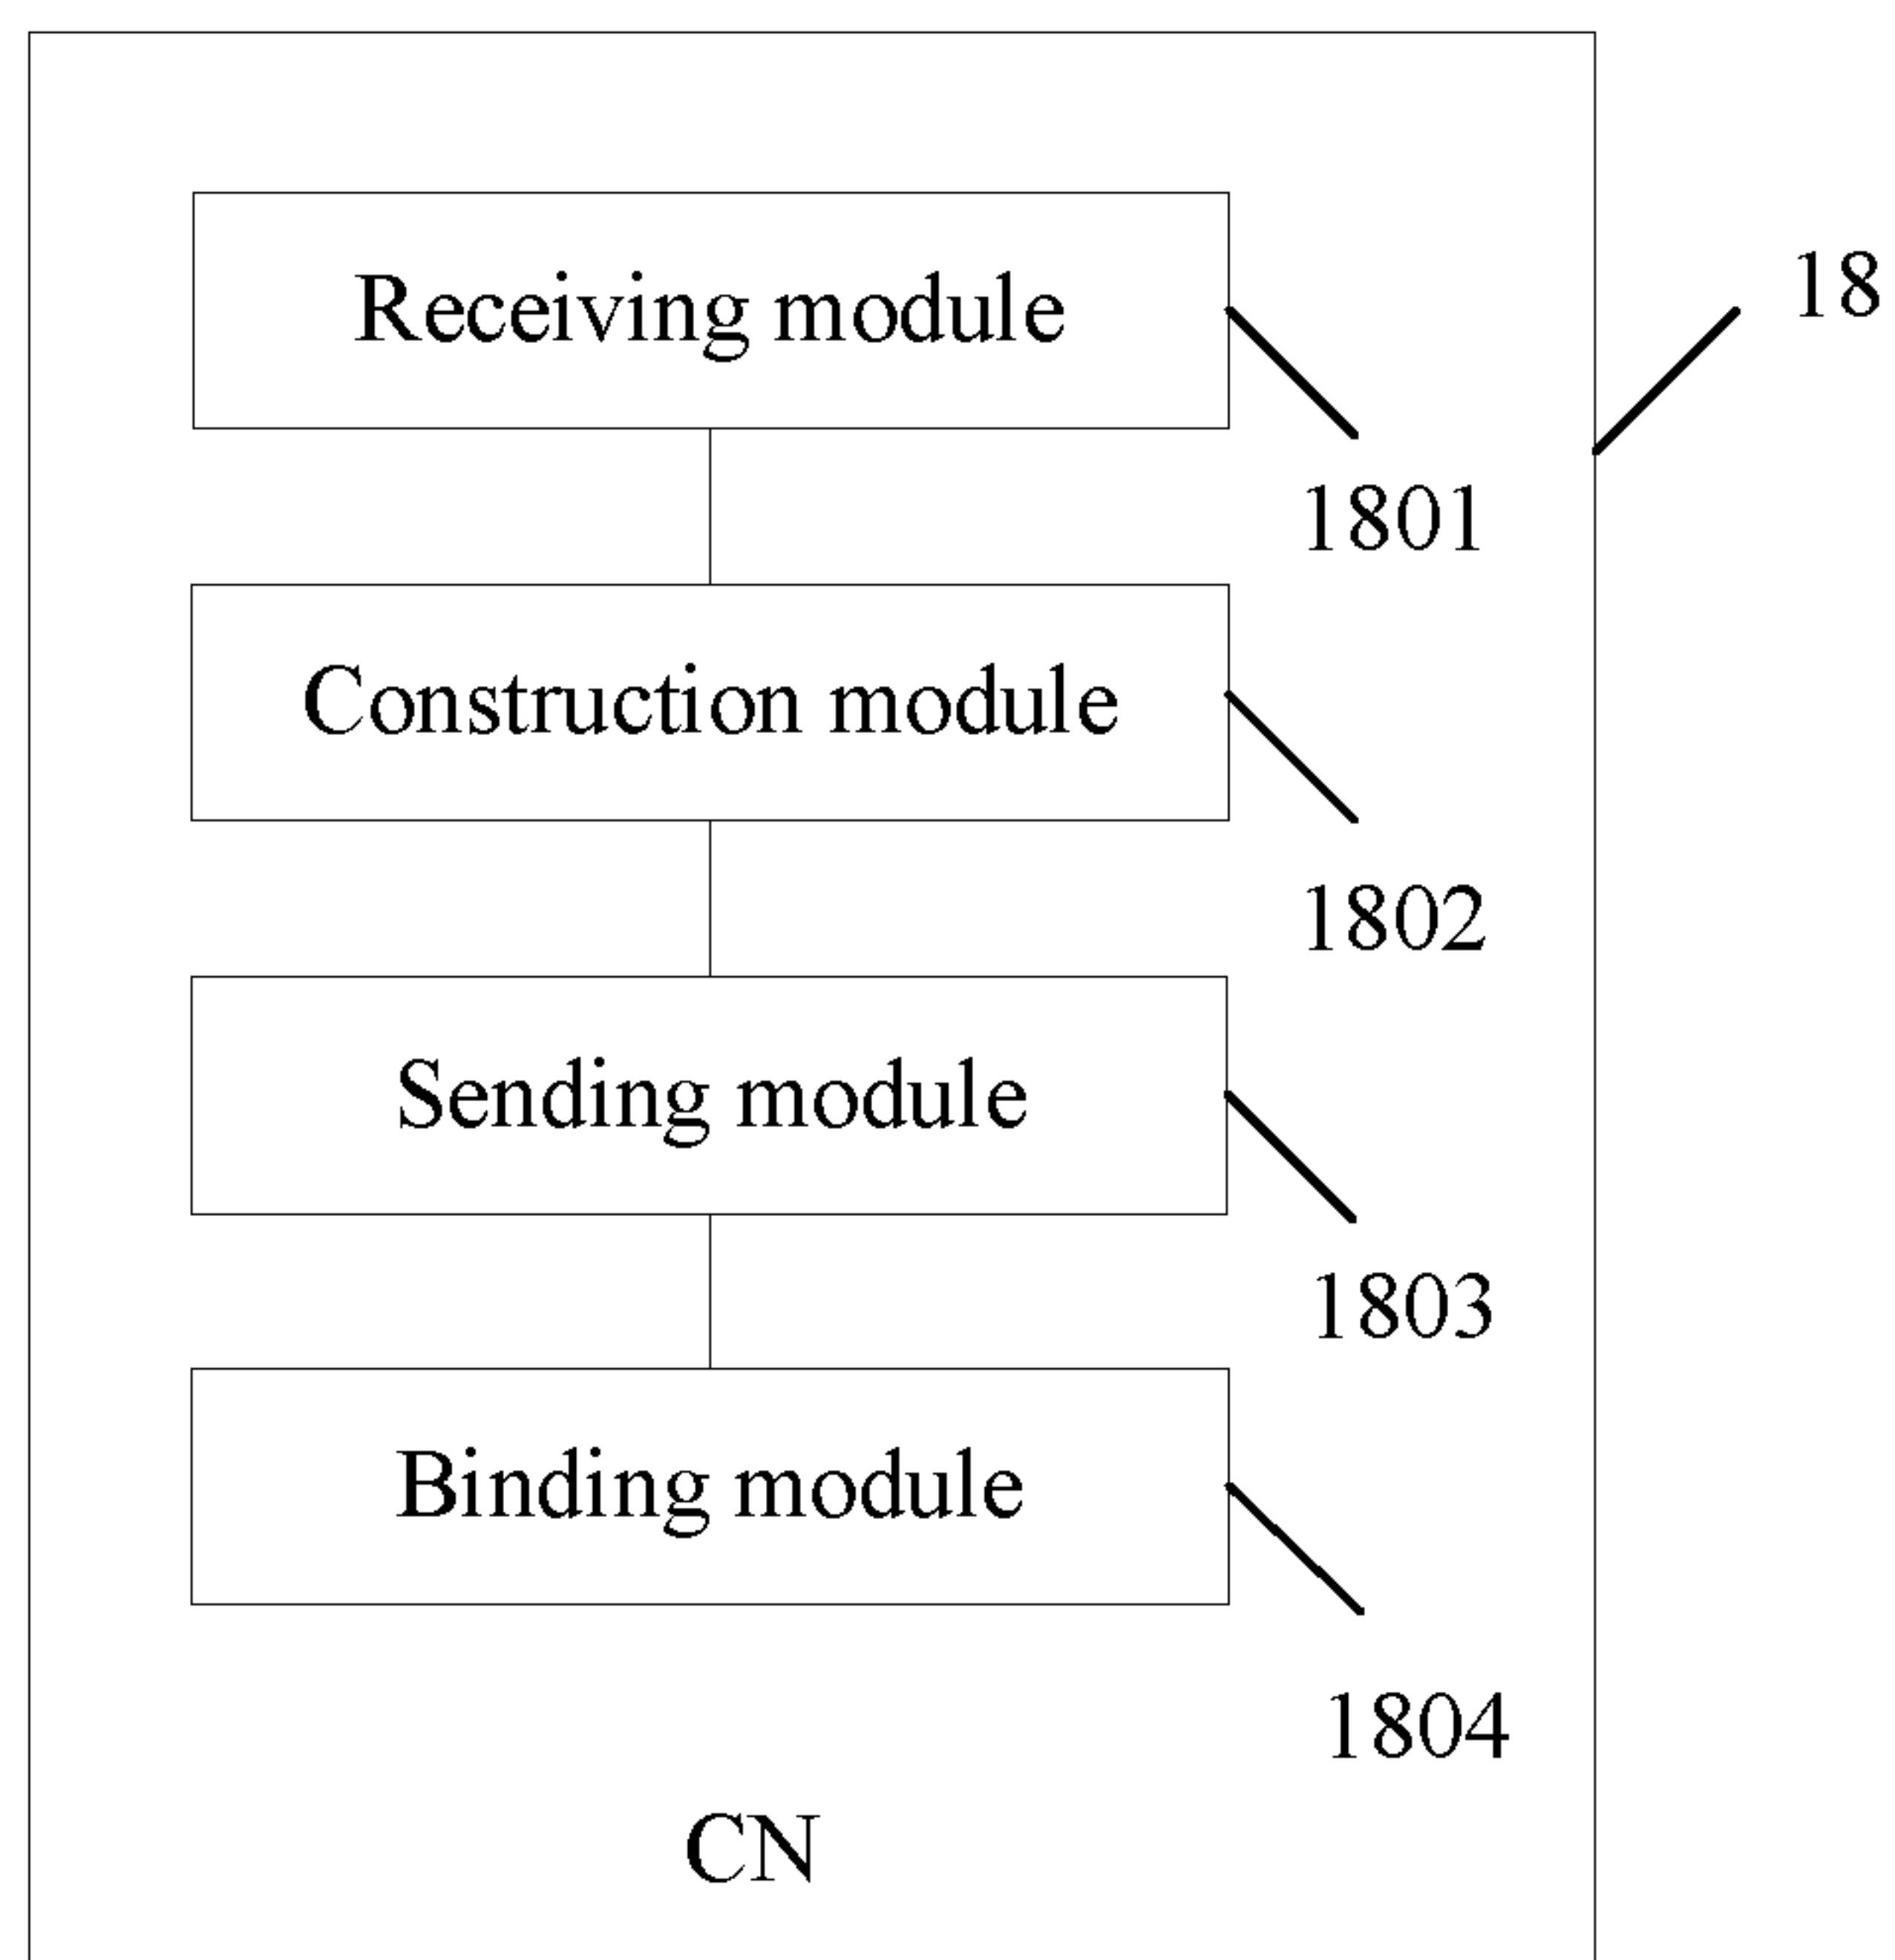 18
Receiving module
1801
Construction module
1802
Sending module
1803
Binding module
1804
CN